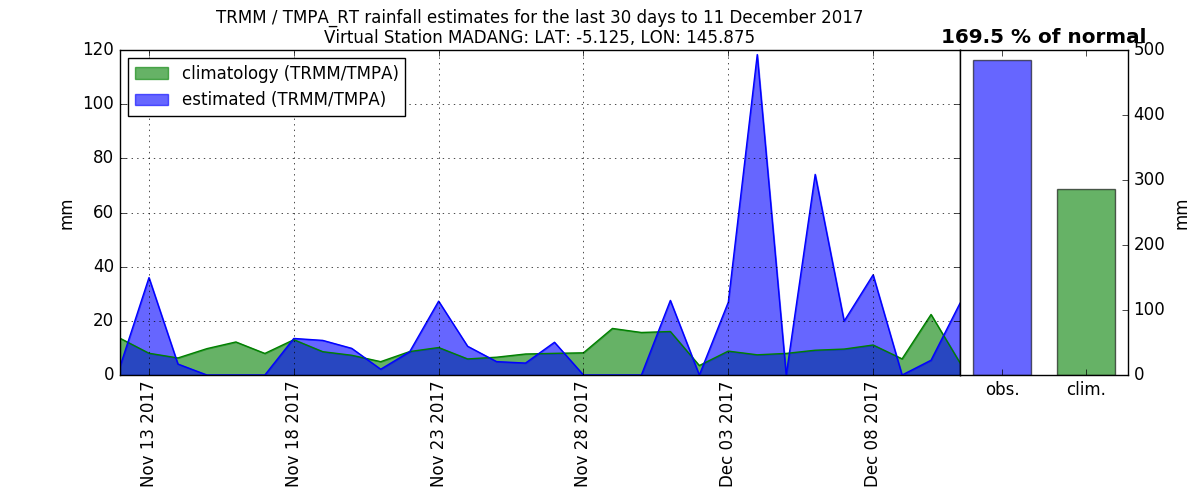 TRMM / TMPA_RT rainfall estimates for the last 30 days to 11 December 2017
Virtual Station MADANG: LAT: -5.125, LON: 145.875
169.5 % of normal
climatology (TRMM/TMPA)
estimated (TRMM/TMPA)
mm
120
100
80
60
40
20
0
Nov 13 2017
Nov 18 2017
Nov 23 2017
Nov 28 2017
Dec 03 2017
Dec 08 2017
obs.
clim.
500
400
300
200
100
0
mm